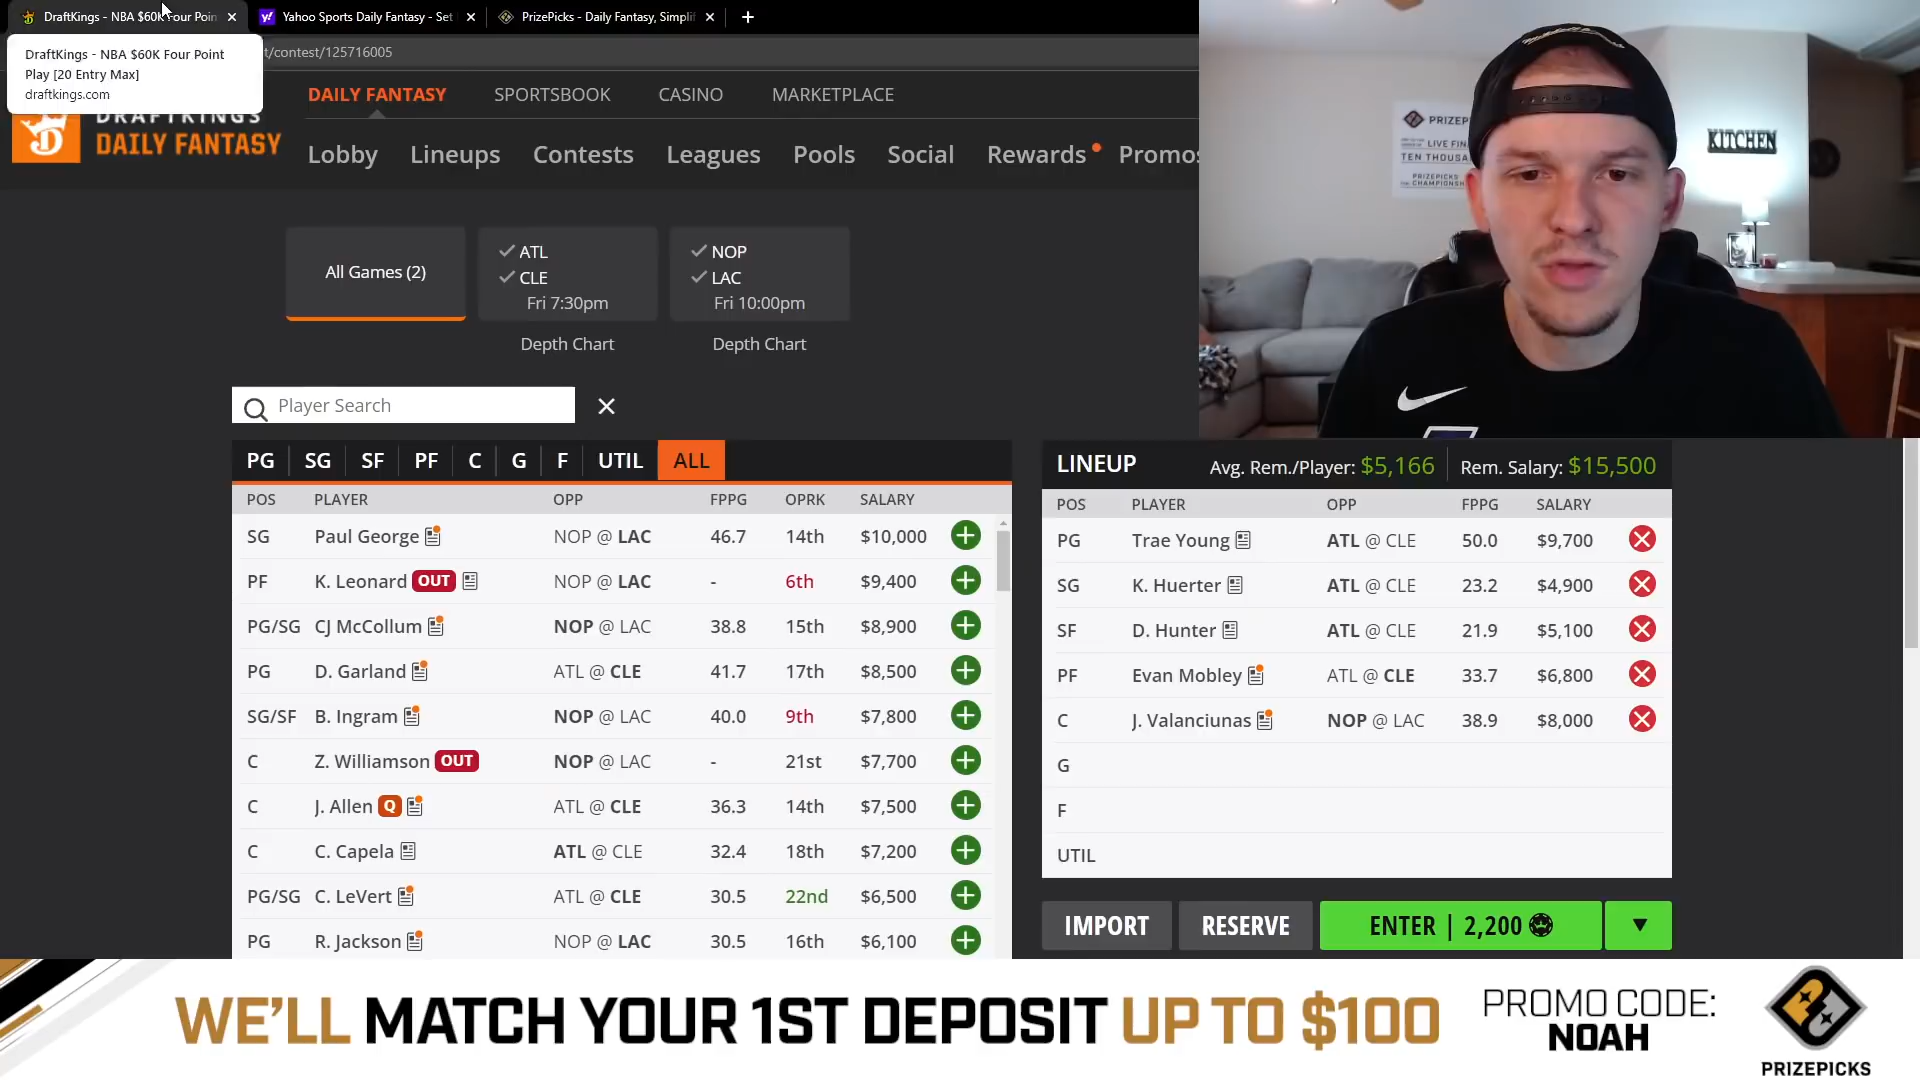 DraftKings - NBA $60K Four Poin
Yahoo Sports Daily Fantasy - Set
PrizePicks - Daily Fantasy, Simplif
DraftKings - NBA $60K Four Point
Play [20 Entry Max]
draftkings.com
t/contest/125716005
DRAFTKINGS
DAILY FANTASY
DAILY FANTASY SPORTSBOOK CASINO MARKETPLACE
Lobby Lineups Contests Leagues Pools Social Rewards Promos
All Games (2)
ATL
CLE
Fri 7:30pm
Depth Chart
NOP
LAC
Fri 10:00pm
Depth Chart
Player Search
PG SG SF PF C G F UTIL ALL
POS PLAYER OPP FPPG OPRK SALARY
SG Paul George NOP @ LAC 46.7 14th $10,000
PF K. Leonard OUT NOP @ LAC - 6th $9,400
PG/SG CJ McCollum NOP @ LAC 38.8 15th $8,900
PG D. Garland ATL @ CLE 41.7 17th $8,500
SG/SF B. Ingram NOP @ LAC 40.0 9th $7,800
C Z. Williamson OUT NOP @ LAC - 21st $7,700
C J. Allen Q ATL @ CLE 36.3 14th $7,500
C C. Capela ATL @ CLE 32.4 18th $7,200
PG/SG C. LeVert ATL @ CLE 30.5 22nd $6,500
PG R. Jackson NOP @ LAC 30.5 16th $6,100
LINEUP Avg. Rem./Player: $5,166 Rem. Salary: $15,500
POS PLAYER OPP FPPG SALARY
PG Trae Young ATL @ CLE 50.0 $9,700
SG K. Huerter ATL @ CLE 23.2 $4,900
SF D. Hunter ATL @ CLE 21.9 $5,100
PF Evan Mobley ATL @ CLE 33.7 $6,800
C J. Valanciunas NOP @ LAC 38.9 $8,000
G
F
UTIL
IMPORT RESERVE ENTER | 2,200
PRIZEP
LIVE FINA
TEN THOUSA
PRIZEPICKS
CHAMPIONSH
KITCHEN
WE'LL MATCH YOUR 1ST DEPOSIT UP TO $100
PROMO CODE:
NOAH
PRIZEPICKS